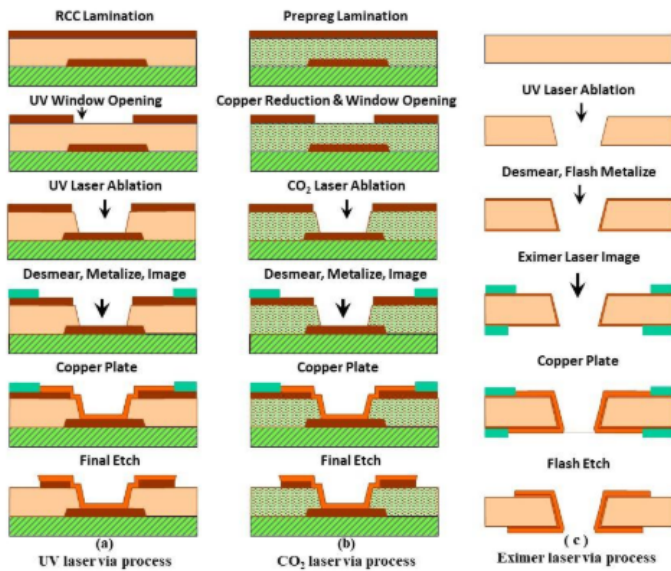 RCC Lamination
UV Window Opening
UV Laser Ablation
Desmear, Metalize, Image
Copper Plate
Final Etch
(a)
UV laser via process
Prepreg Lamination
Copper Reduction & Window Opening
CO₂ Laser Ablation
Desmear, Metalize, Image
Copper Plate
Final Etch
(b)
CO₂ laser via process
UV Laser Ablation
Desmear, Flash Metalize
Eximer Laser Image
Copper Plate
Flash Etch
( c )
Eximer laser via process